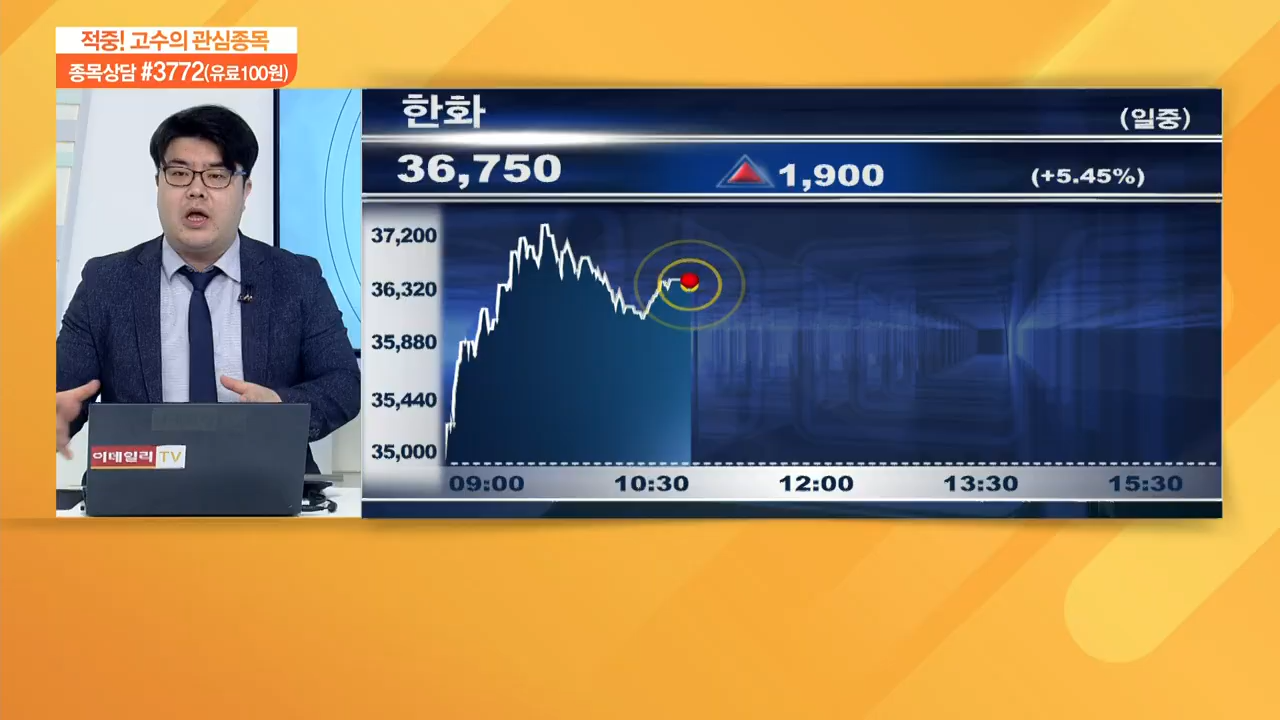 적중! 고수의 관심종목
종목상담 #3772(유료100원)
한화
(일중)
36,750
1,900
(+5.45%)
37,200
36,320
35,880
35,440
35,000
09:00
10:30
12:00
13:30
15:30
이데일리TV